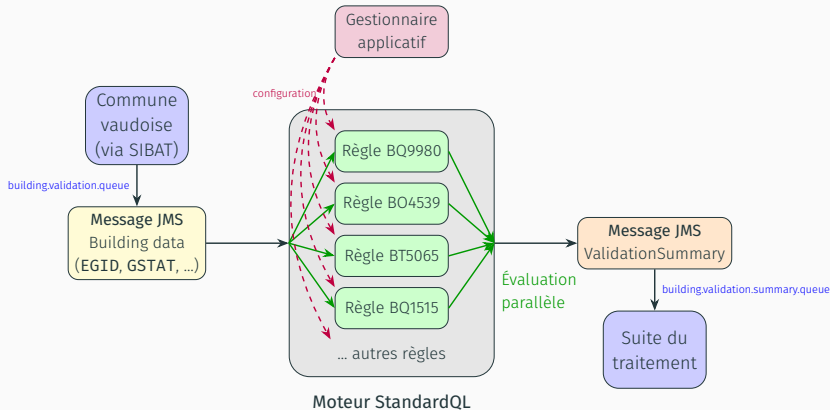 Gestionnaire
applicatif
configuration
Commune
vaudoise
(via SIBAT)
building.validation.queue
Message JMS
Building data
(EGID, GSTAT, ...)
Règle BQ9980
Règle BO4539
Règle BT5065
Règle BQ1515
... autres règles
Moteur StandardQL
Évaluation
parallèle
Message JMS
ValidationSummary
building.validation.summary.queue
Suite du
traitement